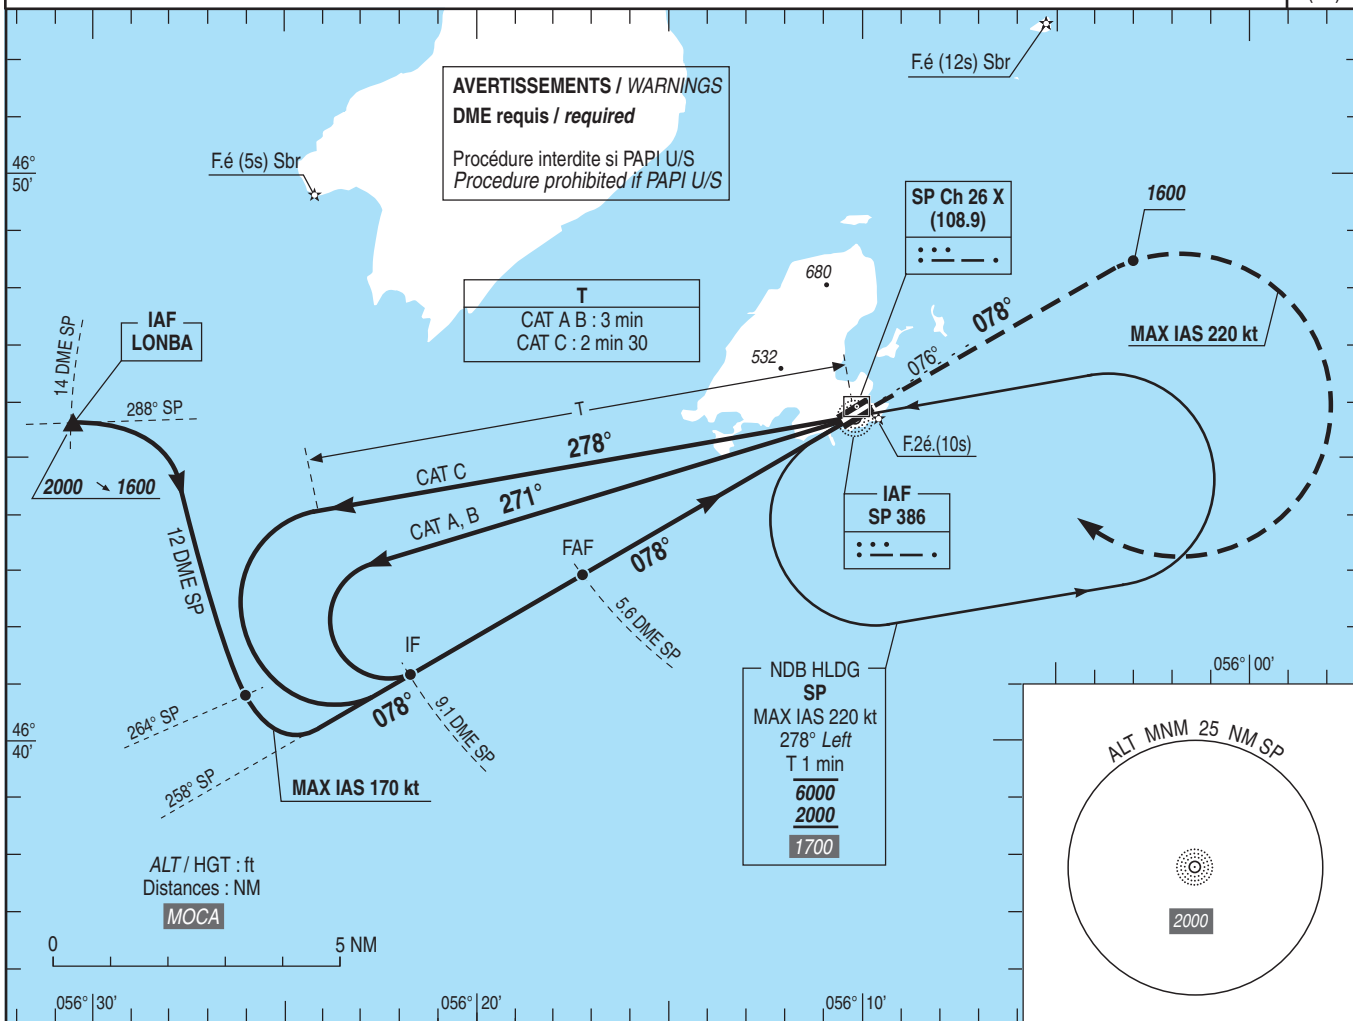 F.é (12s) Sbr
AVERTISSEMENTS / WARNINGS
DME requis / required
Procédure interdite si PAPI U/S
Procedure prohibited if PAPI U/S
F.é (5s) Sbr
46°
50'
SP Ch 26 X
(108.9)
1600
680
T
CAT A B : 3 min
CAT C : 2 min 30
078°
MAX IAS 220 kt
14 DME SP
IAF
LONBA
532
076°
288° SP
T
278°
F.2é.(10s)
2000 1600
CAT C
271°
CAT A, B
IAF
SP 386
12 DME SP
FAF
078°
5.6 DME SP
IF
078°
9.1 DME SP
264° SP
258° SP
MAX IAS 170 kt
46°
40'
NDB HLDG
SP
MAX IAS 220 kt
278° Left
T 1 min
6000
2000
1700
056° 00'
ALT MNM 25 NM SP
2000
ALT / HGT : ft
Distances : NM
MOCA
0 5 NM
056° 30'
056° 20'
056° 10'